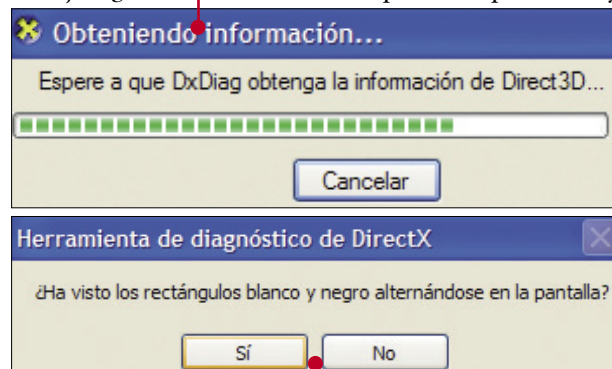 Obteniendo información...
Espere a que DxDiag obtenga la información de Direct3D...
Cancelar
Herramienta de diagnóstico de DirectX
¿Ha visto los rectángulos blanco y negro alternándose en la pantalla?
Sí No